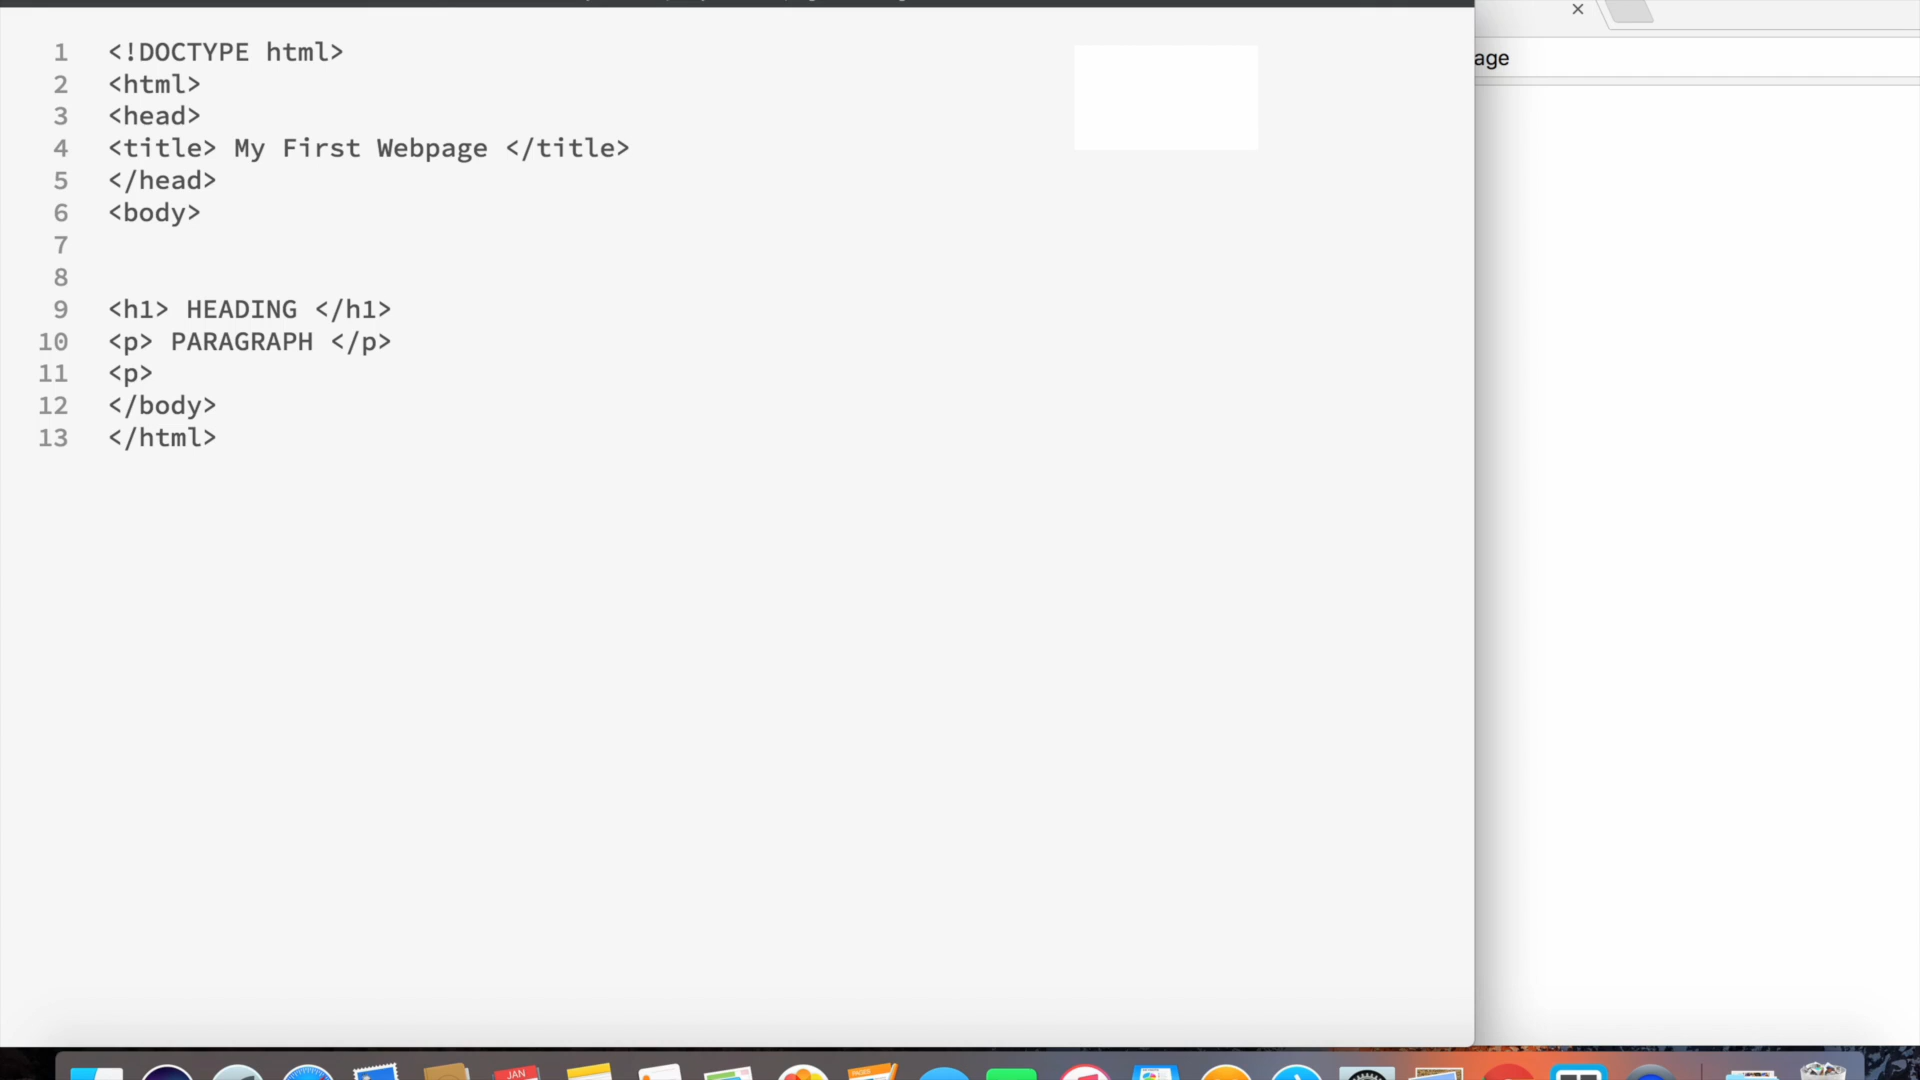 age
1 <!DOCTYPE html>
2 <html>
3 <head>
4 <title> My First Webpage </title>
5 </head>
6 <body>
7
8
9 <h1> HEADING </h1>
10 <p> PARAGRAPH </p>
11 <p>
12 </body>
13 </html>
JAN
PAGES